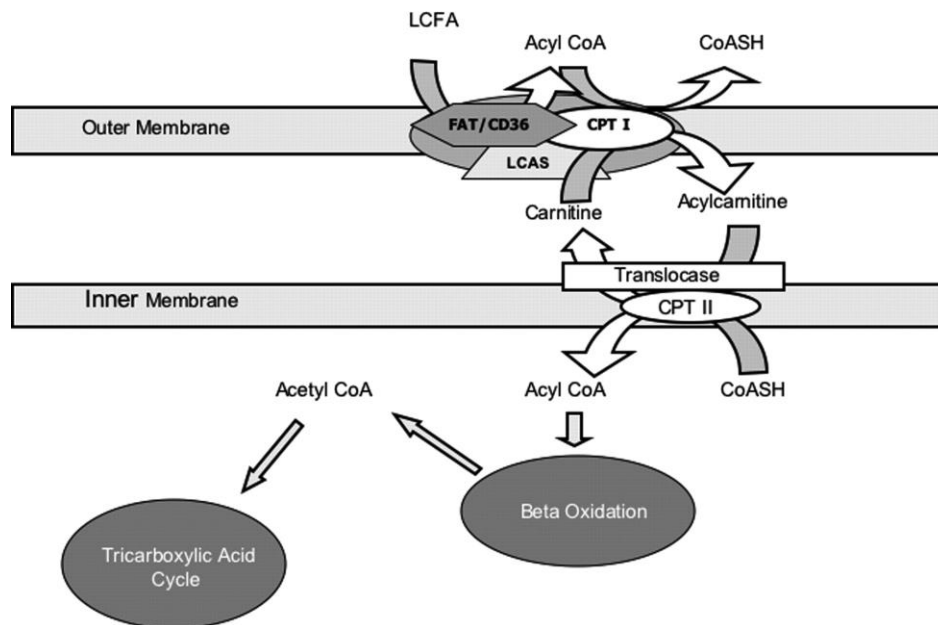 LCFA
Acyl CoA
CoASH
Outer Membrane
FAT/CD36
CPT I
LCAS
Carnitine
Acylcarnitine
Translocase
Inner Membrane
CPT II
Acetyl CoA
Acyl CoA
CoASH
Beta Oxidation
Tricarboxylic Acid
Cycle